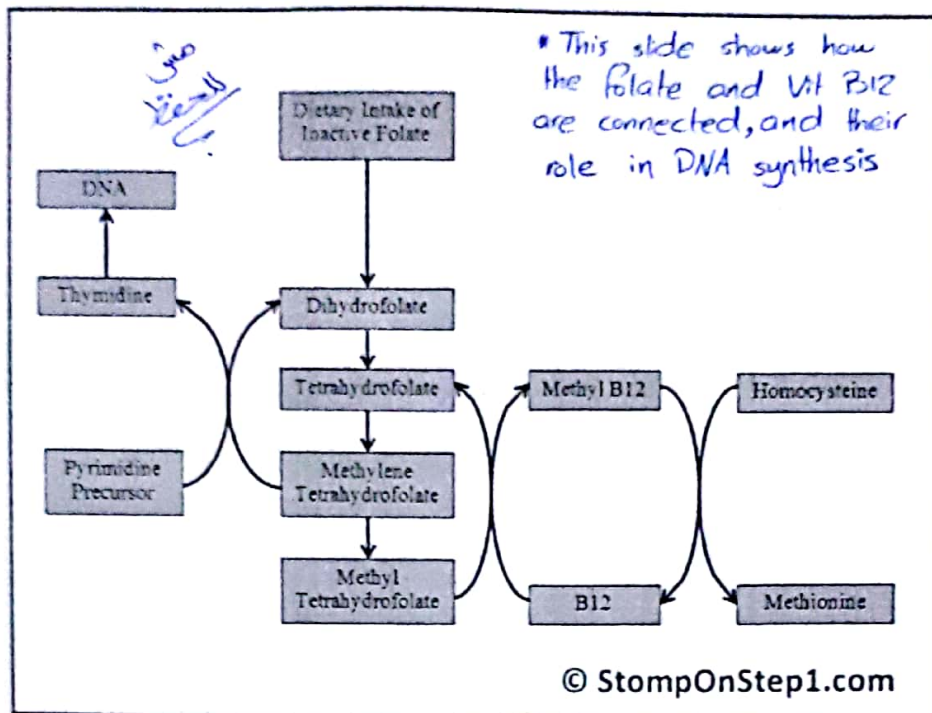 مش
للحفظ
* This slide shows how
the folate and Vit B12
are connected, and their
role in DNA synthesis
Dietary Intake of
Inactive Folate
DNA
Thymidine
Dihydrofolate
Tetrahydrofolate
Methyl B12
Homocysteine
Pyrimidine
Precursor
Methylene
Tetrahydrofolate
Methyl
Tetrahydrofolate
B12
Methionine
© StompOnStep1.com